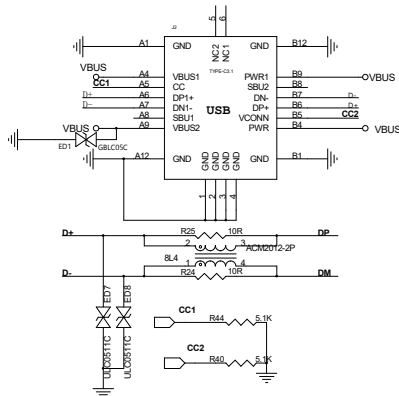 5 6
J3
A1 GND NC2 NC1 GND B12
TYPE-C3.1
VBUS
A4 VBUS1 PWR1 B9 VBUS
CC1 A5 CC SBU2 B8
D+ A6 DP1+ DN- B7 D-
D- A7 DN1- USB DP+ B6 D+
A8 SBU1 VCONN B5 CC2
VBUS A9 VBUS2 PWR B4 VBUS
ED1 GBLC05C
A12 GND GND GND GND GND GND B1
1 2 3 4
D+ R25 10R DP
2 3 ACM2012-2P
8L4 1 4
D- R24 10R DM
ED7 ED8
ULC0511C ULC0511C
CC1 R44 5.1K
CC2 R40 5.1K